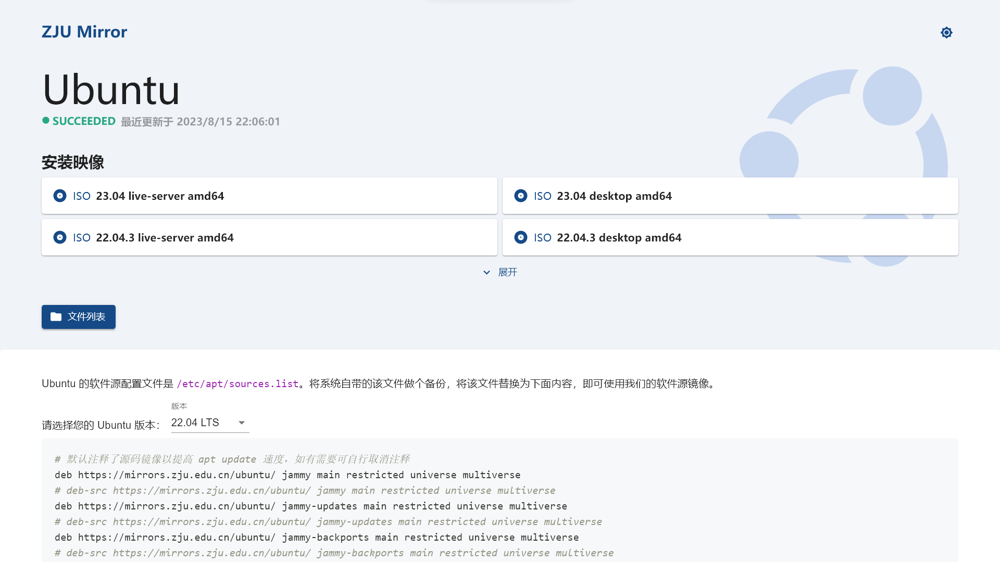 ZJU Mirror
Ubuntu
SUCCEEDED 最近更新于 2023/8/15 22:06:01
安装映像
ISO 23.04 live-server amd64
ISO 23.04 desktop amd64
ISO 22.04.3 live-server amd64
ISO 22.04.3 desktop amd64
展开
文件列表
Ubuntu 的软件源配置文件是 /etc/apt/sources.list。将系统自带的该文件做个备份，将该文件替换为下面内容，即可使用我们的软件源镜像。
版本
请选择您的 Ubuntu 版本： 22.04 LTS
# 默认注释了源码镜像以提高 apt update 速度，如有需要可自行取消注释
deb https://mirrors.zju.edu.cn/ubuntu/ jammy main restricted universe multiverse
# deb-src https://mirrors.zju.edu.cn/ubuntu/ jammy main restricted universe multiverse
deb https://mirrors.zju.edu.cn/ubuntu/ jammy-updates main restricted universe multiverse
# deb-src https://mirrors.zju.edu.cn/ubuntu/ jammy-updates main restricted universe multiverse
deb https://mirrors.zju.edu.cn/ubuntu/ jammy-backports main restricted universe multiverse
# deb-src https://mirrors.zju.edu.cn/ubuntu/ jammy-backports main restricted universe multiverse